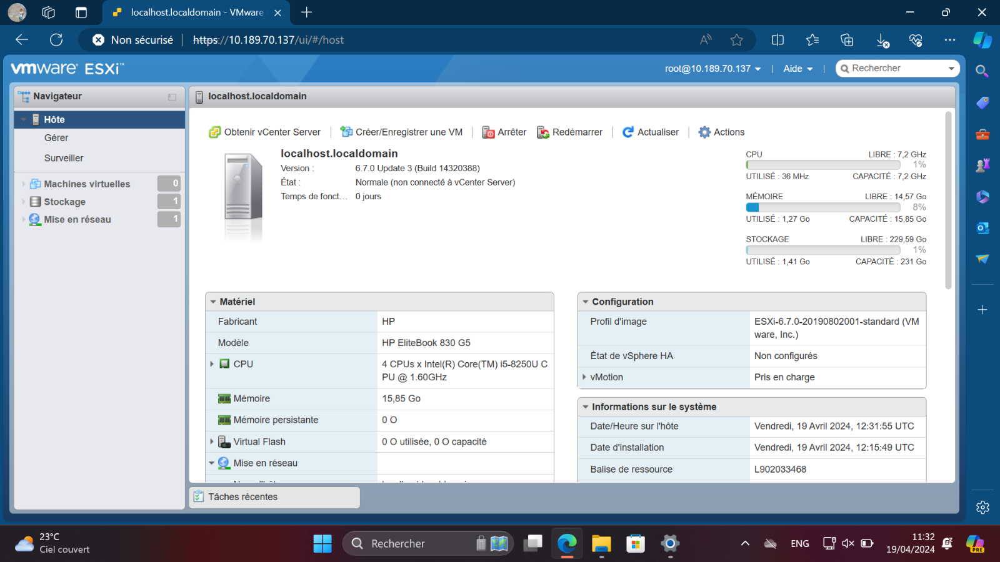 localhost.localdomain - VMware
Non sécurisé
https://10.189.70.137/ui/#/host
vmware ESXi™
root@10.189.70.137
Aide
Rechercher
Navigateur
Hôte
Gérer
Surveiller
Machines virtuelles 0
Stockage 1
Mise en réseau 1
localhost.localdomain
Obtenir vCenter Server
Créer/Enregistrer une VM
Arrêter
Redémarrer
Actualiser
Actions
localhost.localdomain
Version : 6.7.0 Update 3 (Build 14320388)
État : Normale (non connecté à vCenter Server)
Temps de fonct... 0 jours
CPU LIBRE : 7,2 GHz
1%
UTILISÉ : 36 MHz CAPACITÉ : 7,2 GHz
MÉMOIRE LIBRE : 14,57 Go
8%
UTILISÉ : 1,27 Go CAPACITÉ : 15,85 Go
STOCKAGE LIBRE : 229,59 Go
1%
UTILISÉ : 1,41 Go CAPACITÉ : 231 Go
Matériel
Fabricant HP
Modèle HP EliteBook 830 G5
CPU 4 CPUs x Intel(R) Core(TM) i5-8250U C
PU @ 1.60GHz
Mémoire 15,85 Go
Mémoire persistante 0 O
Virtual Flash 0 O utilisée, 0 O capacité
Mise en réseau
Configuration
Profil d'image ESXi-6.7.0-20190802001-standard (VM
ware, Inc.)
État de vSphere HA Non configurés
vMotion Pris en charge
Informations sur le système
Date/Heure sur l'hôte Vendredi, 19 Avril 2024, 12:31:55 UTC
Date d'installation Vendredi, 19 Avril 2024, 12:15:49 UTC
Balise de ressource L902033468
Tâches récentes
23°C
Ciel couvert
Rechercher
ENG
11:32
19/04/2024
PRE